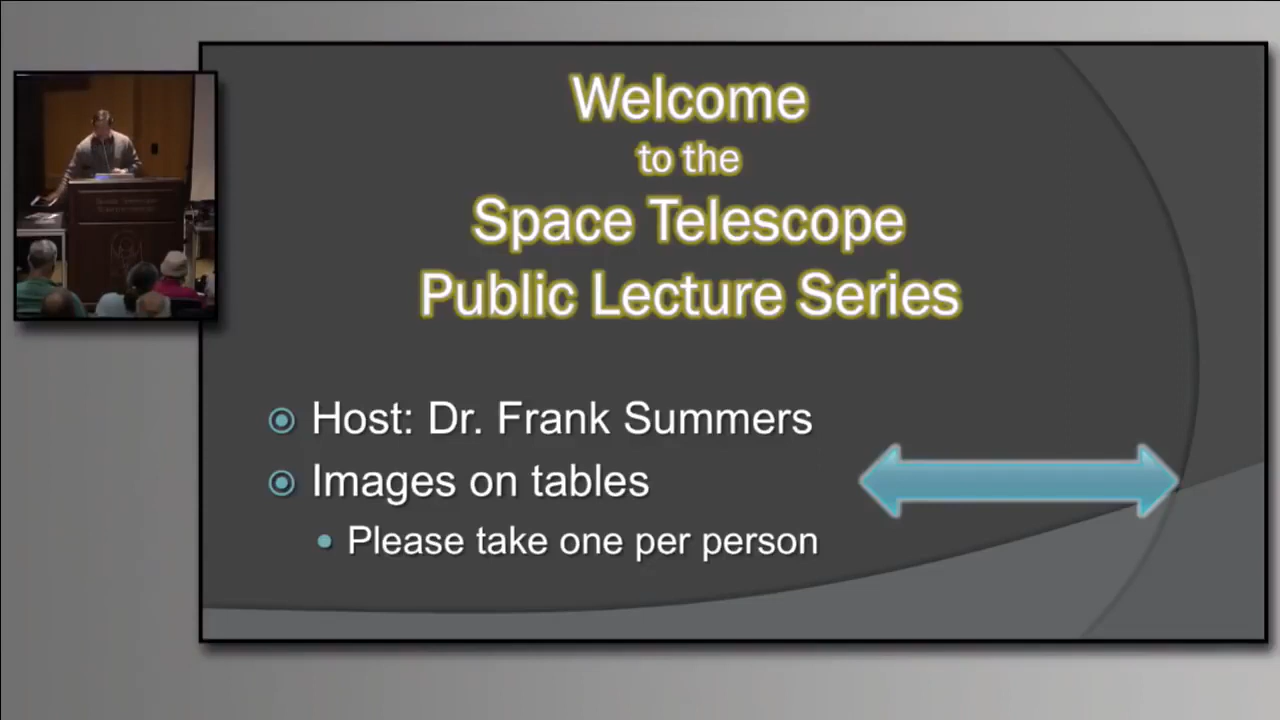 Welcome
to the
Space Telescope
Public Lecture Series
Host: Dr. Frank Summers
Images on tables
Please take one per person